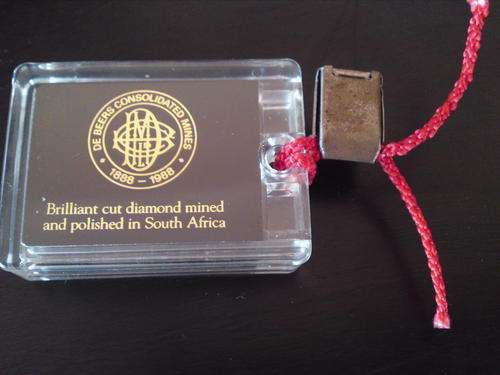 DE BEERS CONSOLIDATED MINES
1888 – 1988
Brilliant cut diamond mined
and polished in South Africa